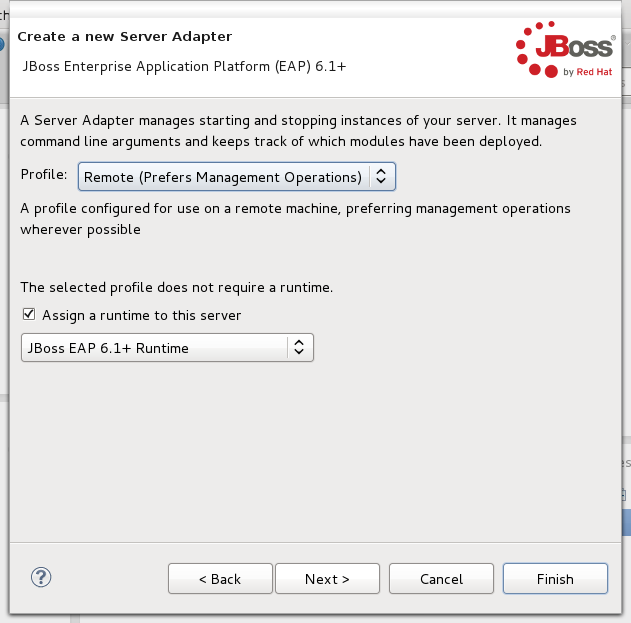 Create a new Server Adapter
JBoss Enterprise Application Platform (EAP) 6.1+
JBoss®
by Red Hat
A Server Adapter manages starting and stopping instances of your server. It manages
command line arguments and keeps track of which modules have been deployed.
Profile: Remote (Prefers Management Operations)
A profile configured for use on a remote machine, preferring management operations
wherever possible
The selected profile does not require a runtime.
Assign a runtime to this server
JBoss EAP 6.1+ Runtime
? < Back Next > Cancel Finish